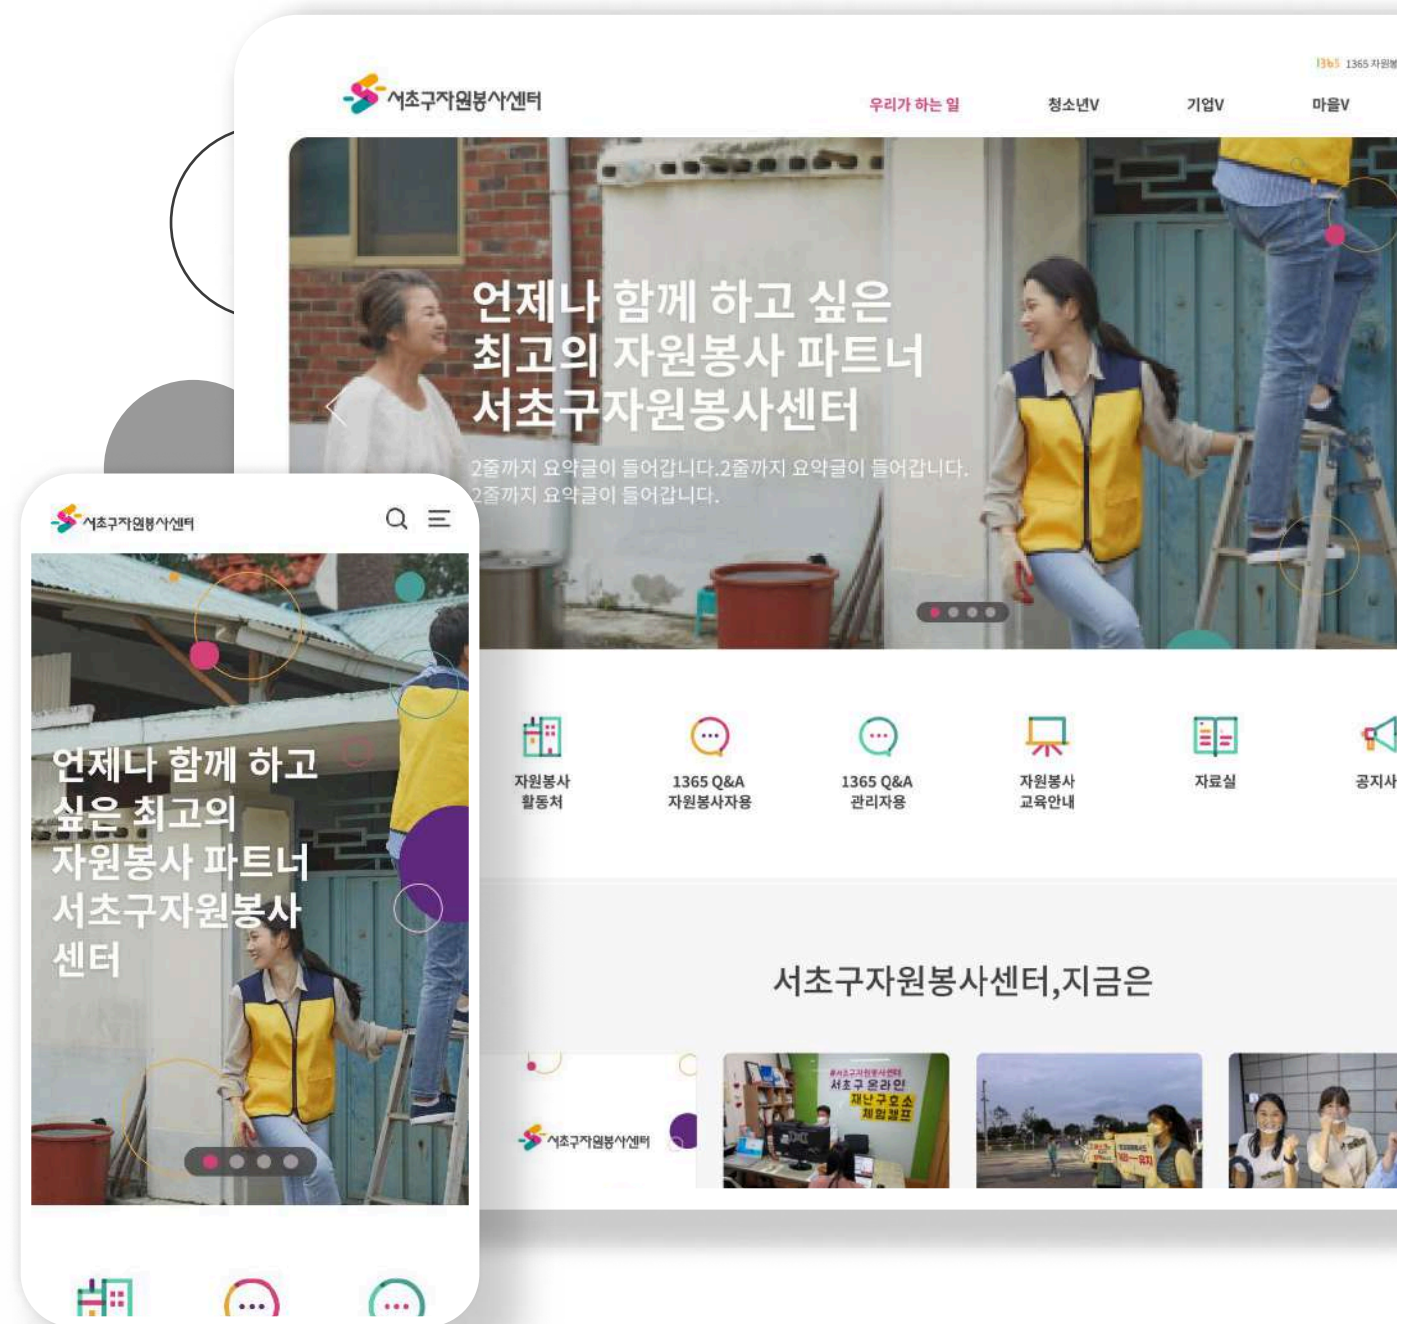 1365 1365 자원봉
서초구자원봉사센터
우리가 하는 일 청소년V 기업V 마을V
언제나 함께 하고 싶은
최고의 자원봉사 파트너
서초구자원봉사센터
2줄까지 요약글이 들어갑니다.2줄까지 요약글이 들어갑니다.
2줄까지 요약글이 들어갑니다.
자원봉사
활동처
1365 Q&A
자원봉사자용
1365 Q&A
관리자용
자원봉사
교육안내
자료실
공지사
서초구자원봉사센터,지금은
서초구자원봉사센터
#서초구자원봉사센터
서초구 온라인
재난구호소
체험캠프
서초구자원봉사센터
언제나 함께 하고
싶은 최고의
자원봉사 파트너
서초구자원봉사
센터